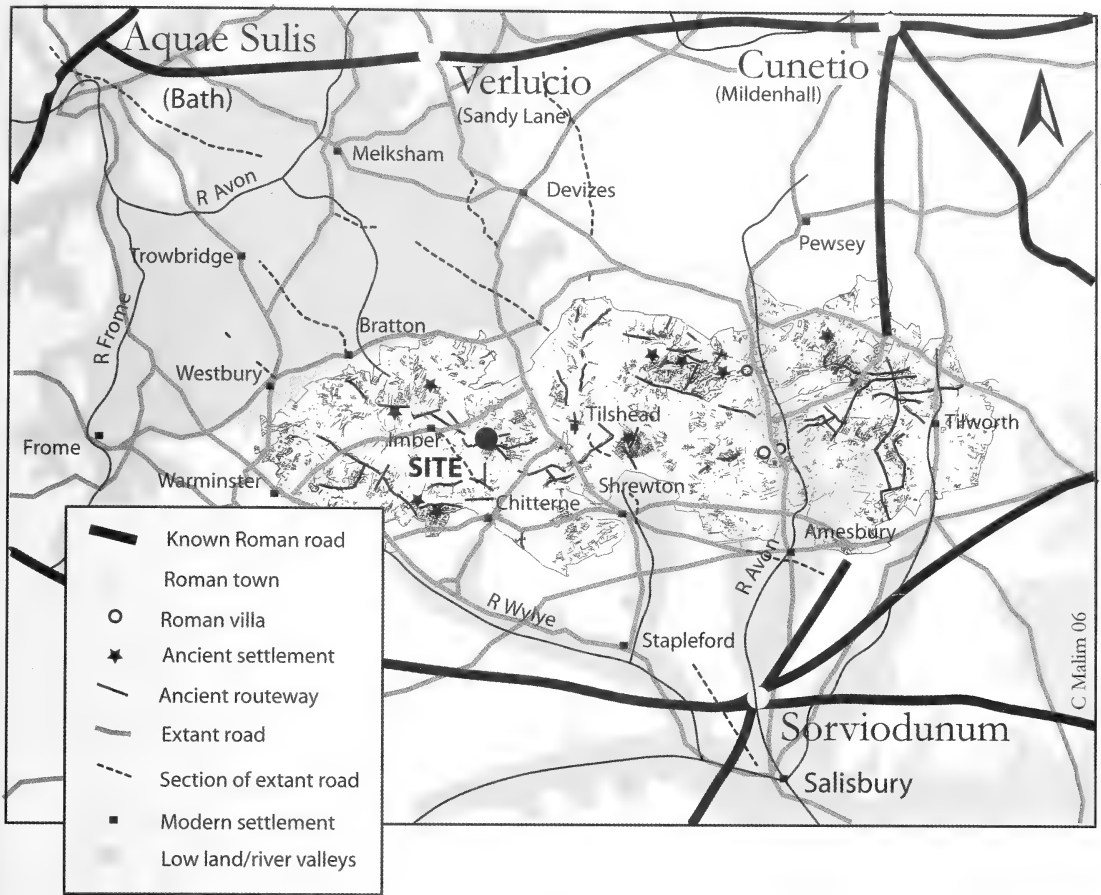 Aquae Sulis
(Bath)
Verlucio
(Sandy Lane)
Cunetio
(Mildenhall)
Melksham
R Avon
Devizes
Pewsey
Trowbridge
R Frome
Bratton
Westbury
Tilshead
Tilworth
Imber
Frome
SITE
Warminster
Chitterne
Shrewton
Amesbury
R Avon
R Wylye
Stapleford
Sorviodunum
Salisbury
C Malim 06
Known Roman road
Roman town
Roman villa
Ancient settlement
Ancient routeway
Extant road
Section of extant road
Modern settlement
Low land/river valleys